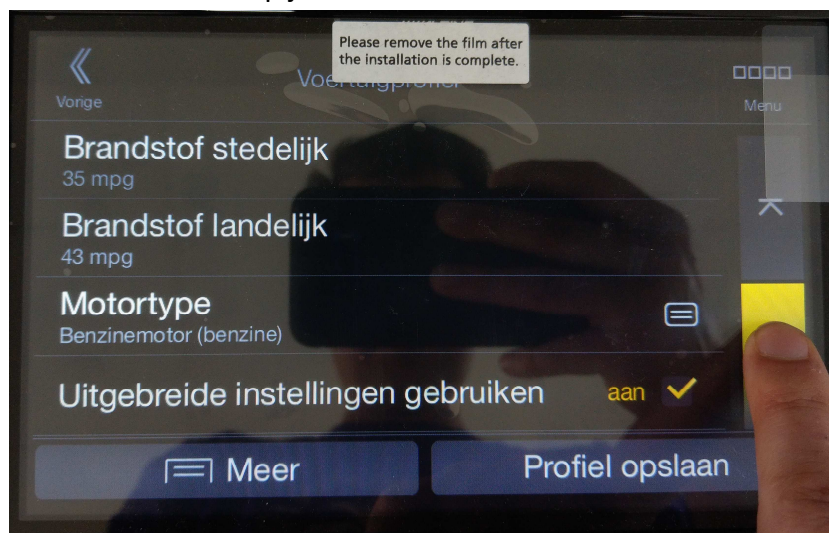 Please remove the film after
the installation is complete.
Vorige
Voertuigprofiel
Menu
Brandstof stedelijk
35 mpg
Brandstof landelijk
43 mpg
Motortype
Benzinemotor (benzine)
Uitgebreide instellingen gebruiken aan
Meer
Profiel opslaan